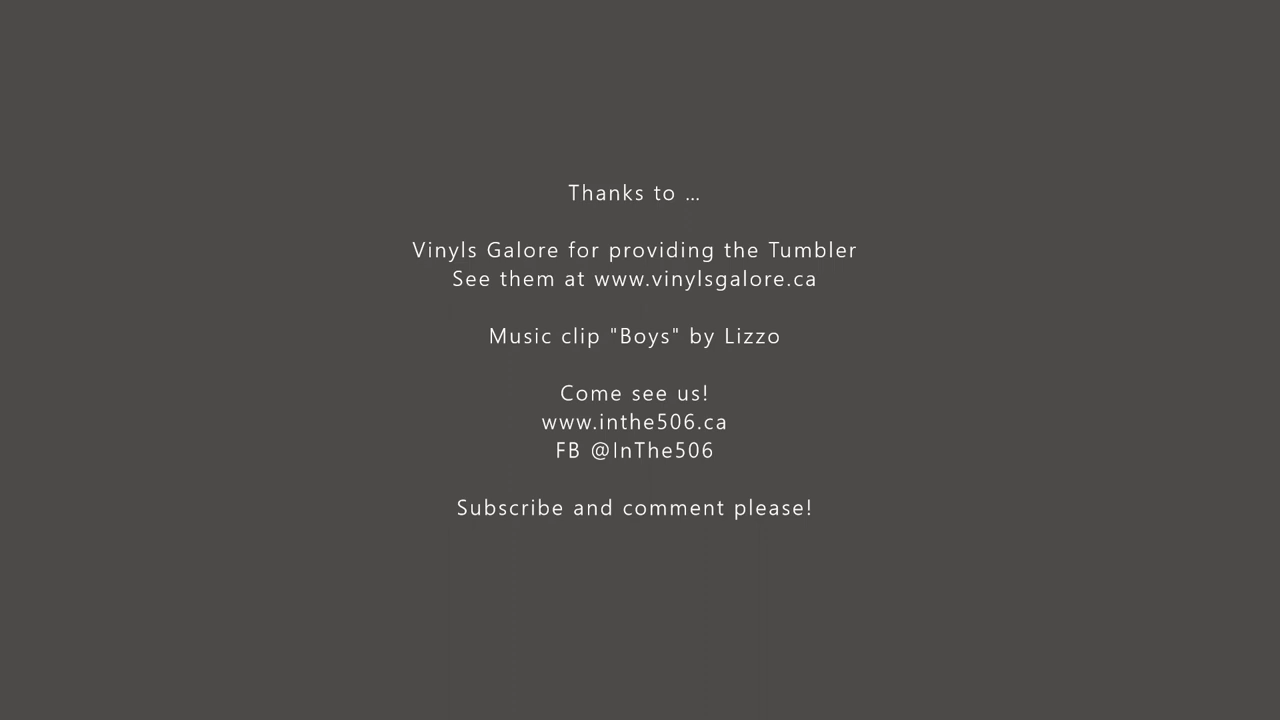 Thanks to ...
Vinyls Galore for providing the Tumbler
See them at www.vinylsgalore.ca
Music clip "Boys" by Lizzo
Come see us!
www.inthe506.ca
FB @InThe506
Subscribe and comment please!